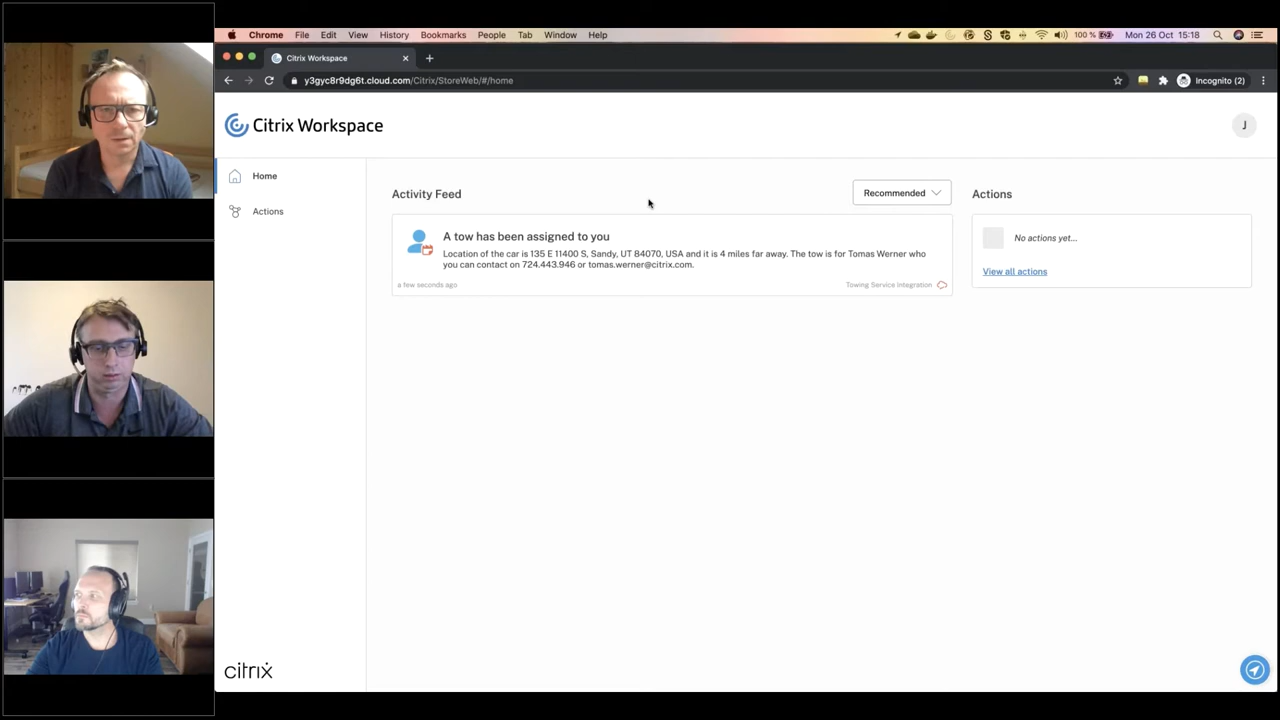 Chrome File Edit View History Bookmarks People Tab Window Help 100 % Mon 26 Oct 15:18
Citrix Workspace
y3gyc8r9dg6t.cloud.com/Citrix/StoreWeb/#/home Incognito (2)
Citrix Workspace J
Home
Actions
Activity Feed Recommended Actions
A tow has been assigned to you
Location of the car is 135 E 11400 S, Sandy, UT 84070, USA and it is 4 miles far away. The tow is for Tomas Werner who
you can contact on 724.443.946 or tomas.werner@citrix.com.
a few seconds ago Towing Service Integration
No actions yet...
View all actions
citrix